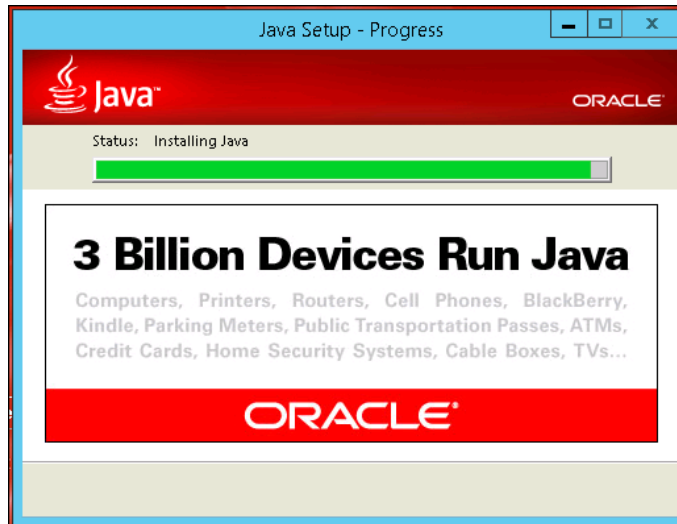 Java Setup - Progress
Java™
ORACLE®
Status: Installing Java
3 Billion Devices Run Java
Computers, Printers, Routers, Cell Phones, BlackBerry,
Kindle, Parking Meters, Public Transportation Passes, ATMs,
Credit Cards, Home Security Systems, Cable Boxes, TVs...
ORACLE®